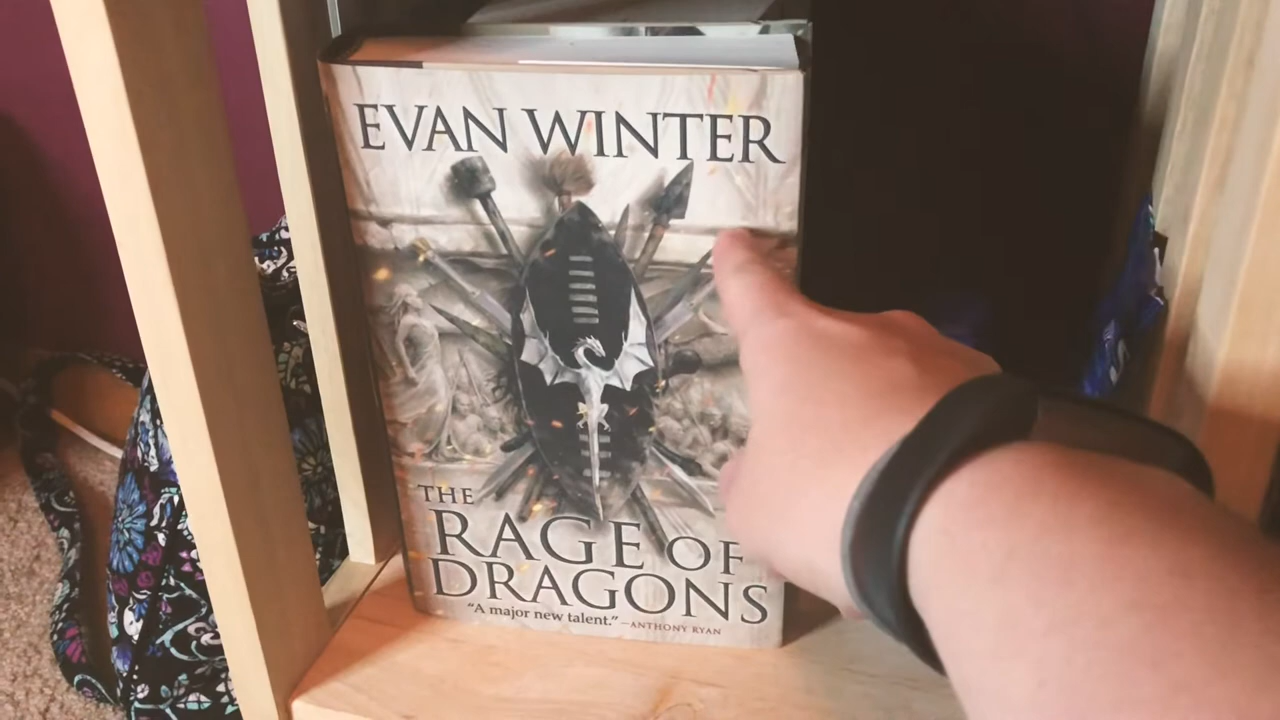 EVAN WINTER
THE
RAGE OF
DRAGONS
“A major new talent.” —ANTHONY RYAN